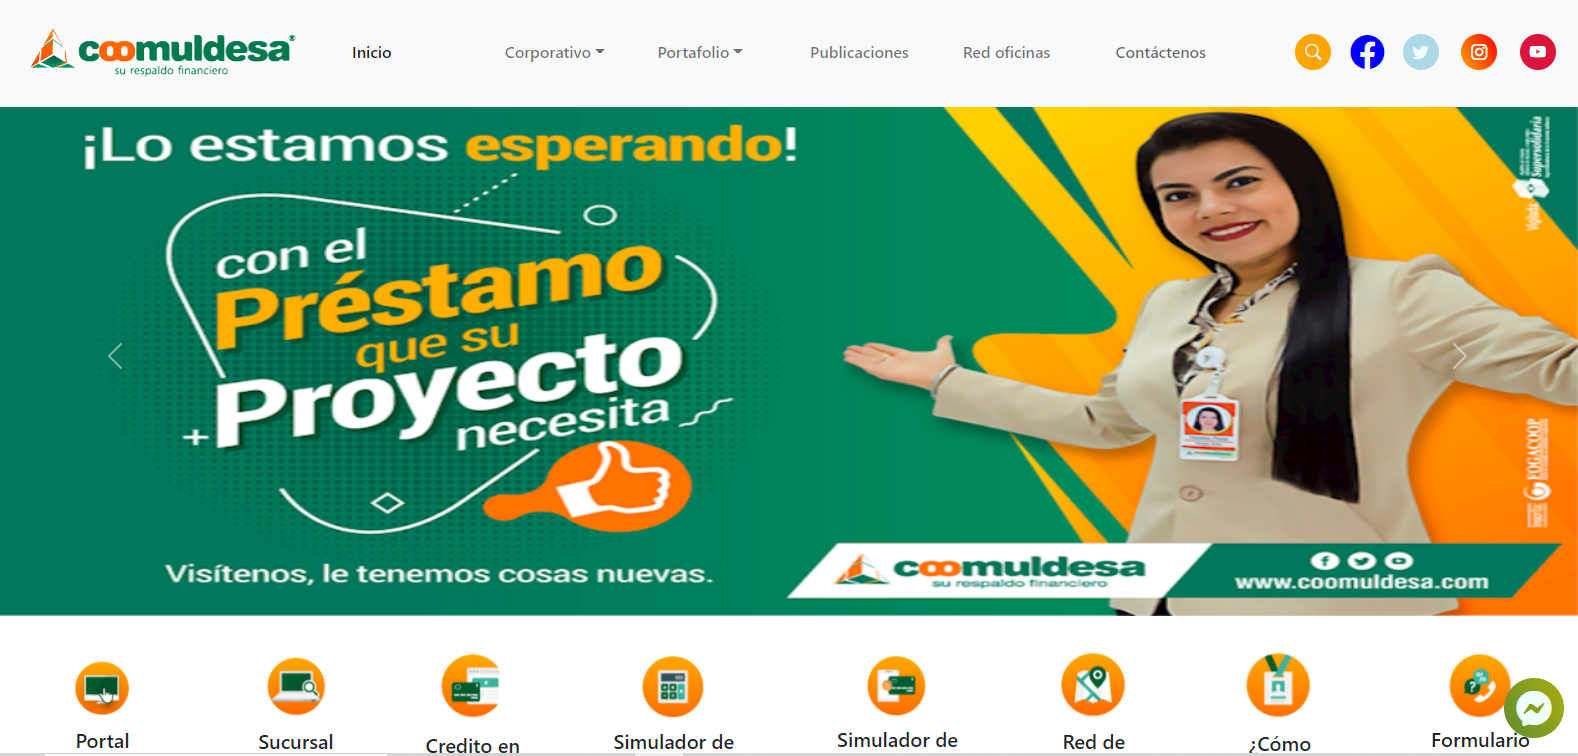 coomuldesa®
su respaldo financiero
Inicio
Corporativo
Portafolio
Publicaciones
Red oficinas
Contáctenos
¡Lo estamos esperando!
con el
Préstamo
que su
+Proyecto
necesita
Visítenos, le tenemos cosas nuevas.
coomuldesa
su respaldo financiero
www.coomuldesa.com
Vigilada Supersolidaria
FOGACOOP
coomuldesa
Portal
Sucursal
Credito en
Simulador de
Simulador de
Red de
¿Cómo
Formulario